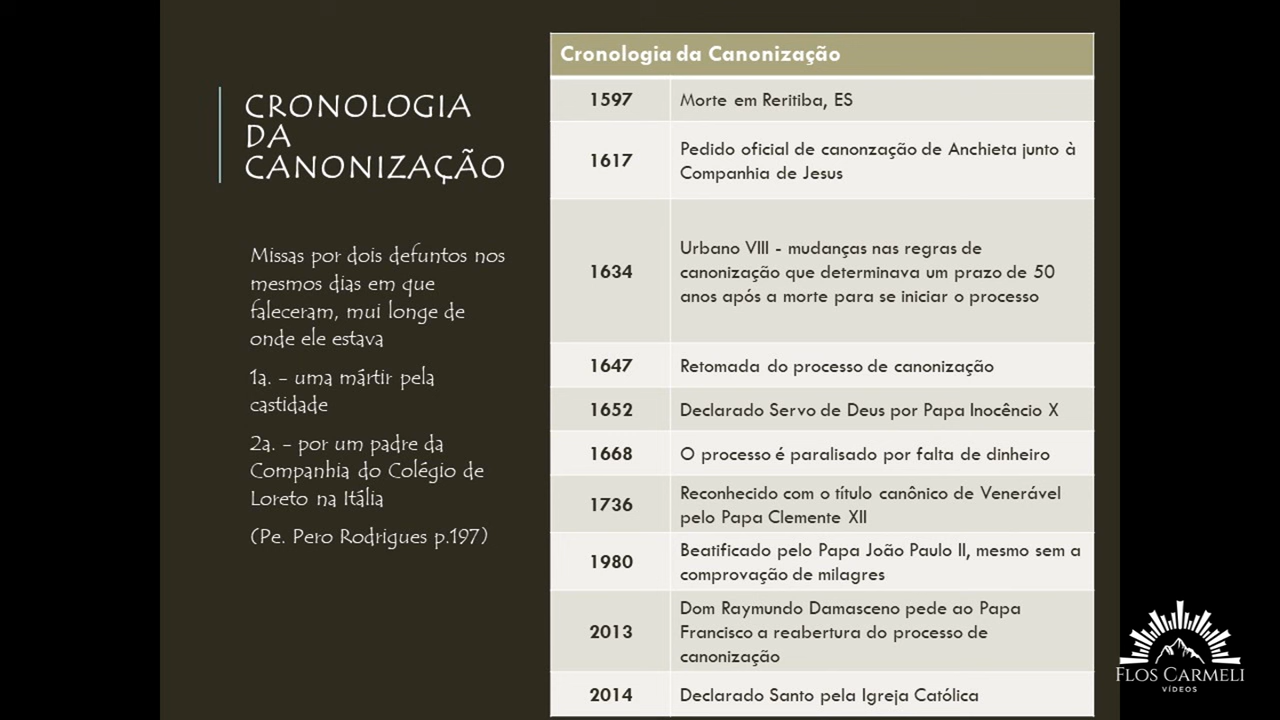 CRONOLOGIA
DA
CANONIZAÇÃO
Missas por dois defuntos nos
mesmos dias em que
faleceram, mui longe de
onde ele estava
1a. - uma mártir pela
castidade
2a. - por um padre da
Companhia do Colégio de
Loreto na Itália
(Pe. Pero Rodrigues p.197)
Cronologia da Canonização
1597 Morte em Reritiba, ES
1617 Pedido oficial de canonzação de Anchieta junto à
Companhia de Jesus
1634 Urbano VIII - mudanças nas regras de
canonização que determinava um prazo de 50
anos após a morte para se iniciar o processo
1647 Retomada do processo de canonização
1652 Declarado Servo de Deus por Papa Inocêncio X
1668 O processo é paralisado por falta de dinheiro
1736 Reconhecido com o título canônico de Venerável
pelo Papa Clemente XII
1980 Beatificado pelo Papa João Paulo II, mesmo sem a
comprovação de milagres
2013 Dom Raymundo Damasceno pede ao Papa
Francisco a reabertura do processo de
canonização
2014 Declarado Santo pela Igreja Católica
FLOS CARMELI
VÍDEOS